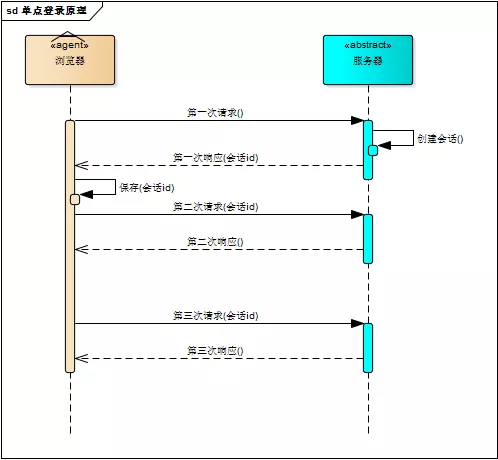 sd 单点登录原理
«agent»
浏览器
«abstract»
服务器
第一次请求()
创建会话()
第一次响应(会话id)
保存(会话id)
第二次请求(会话id)
第二次响应()
第三次请求(会话id)
第三次响应()